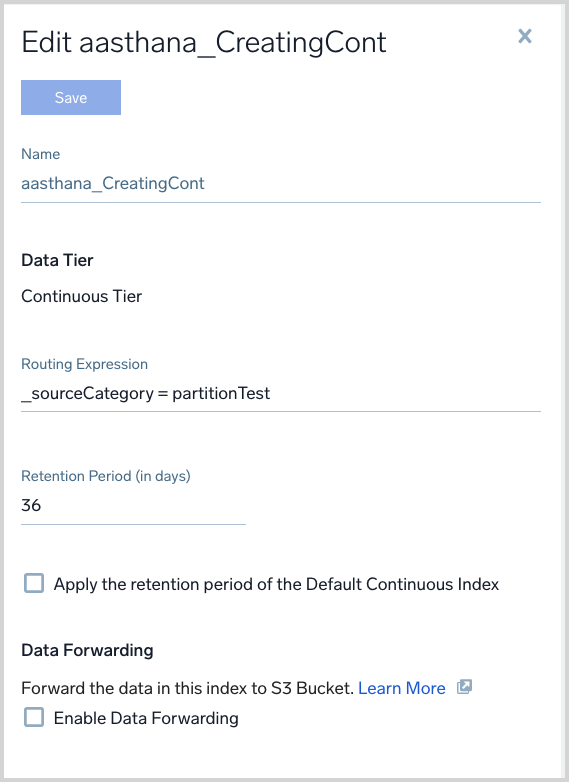 Edit aasthana_CreatingCont
Save
Name
aasthana_CreatingCont
Data Tier
Continuous Tier
Routing Expression
_sourceCategory = partitionTest
Retention Period (in days)
36
Apply the retention period of the Default Continuous Index
Data Forwarding
Forward the data in this index to S3 Bucket. Learn More
Enable Data Forwarding